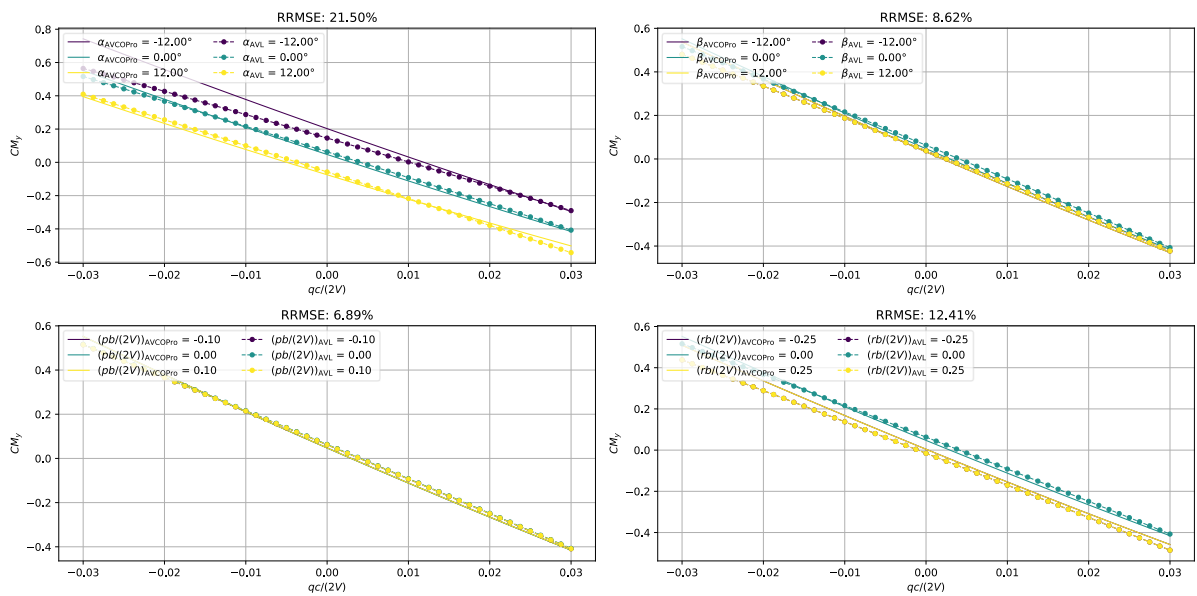 RRMSE: 21.50%
α_AVCOPro = -12.00° α_AVL = -12.00°
α_AVCOPro = 0.00° α_AVL = 0.00°
α_AVCOPro = 12.00° α_AVL = 12.00°
0.8
0.6
0.4
0.2
0.0
−0.2
−0.4
−0.6
CM_y
−0.03 −0.02 −0.01 0.00 0.01 0.02 0.03
qc/(2V)
RRMSE: 8.62%
β_AVCOPro = -12.00° β_AVL = -12.00°
β_AVCOPro = 0.00° β_AVL = 0.00°
β_AVCOPro = 12.00° β_AVL = 12.00°
0.6
0.4
0.2
0.0
−0.2
−0.4
CM_y
−0.03 −0.02 −0.01 0.00 0.01 0.02 0.03
qc/(2V)
RRMSE: 6.89%
(pb/(2V))_AVCOPro = -0.10 (pb/(2V))_AVL = -0.10
(pb/(2V))_AVCOPro = 0.00 (pb/(2V))_AVL = 0.00
(pb/(2V))_AVCOPro = 0.10 (pb/(2V))_AVL = 0.10
0.6
0.4
0.2
0.0
−0.2
−0.4
CM_y
−0.03 −0.02 −0.01 0.00 0.01 0.02 0.03
qc/(2V)
RRMSE: 12.41%
(rb/(2V))_AVCOPro = -0.25 (rb/(2V))_AVL = -0.25
(rb/(2V))_AVCOPro = 0.00 (rb/(2V))_AVL = 0.00
(rb/(2V))_AVCOPro = 0.25 (rb/(2V))_AVL = 0.25
0.6
0.4
0.2
0.0
−0.2
−0.4
CM_y
−0.03 −0.02 −0.01 0.00 0.01 0.02 0.03
qc/(2V)